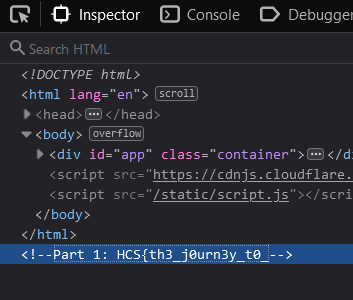 Inspector Console Debugger
Search HTML
<!DOCTYPE html>
<html lang="en"> scroll
<head>⋯</head>
<body> overflow
<div id="app" class="container">⋯</di
<script src="https://cdnjs.cloudflare.
<script src="/static/script.js"></scri
</body>
</html>
<!--Part 1: HCS{th3_j0urn3y_t0_-->